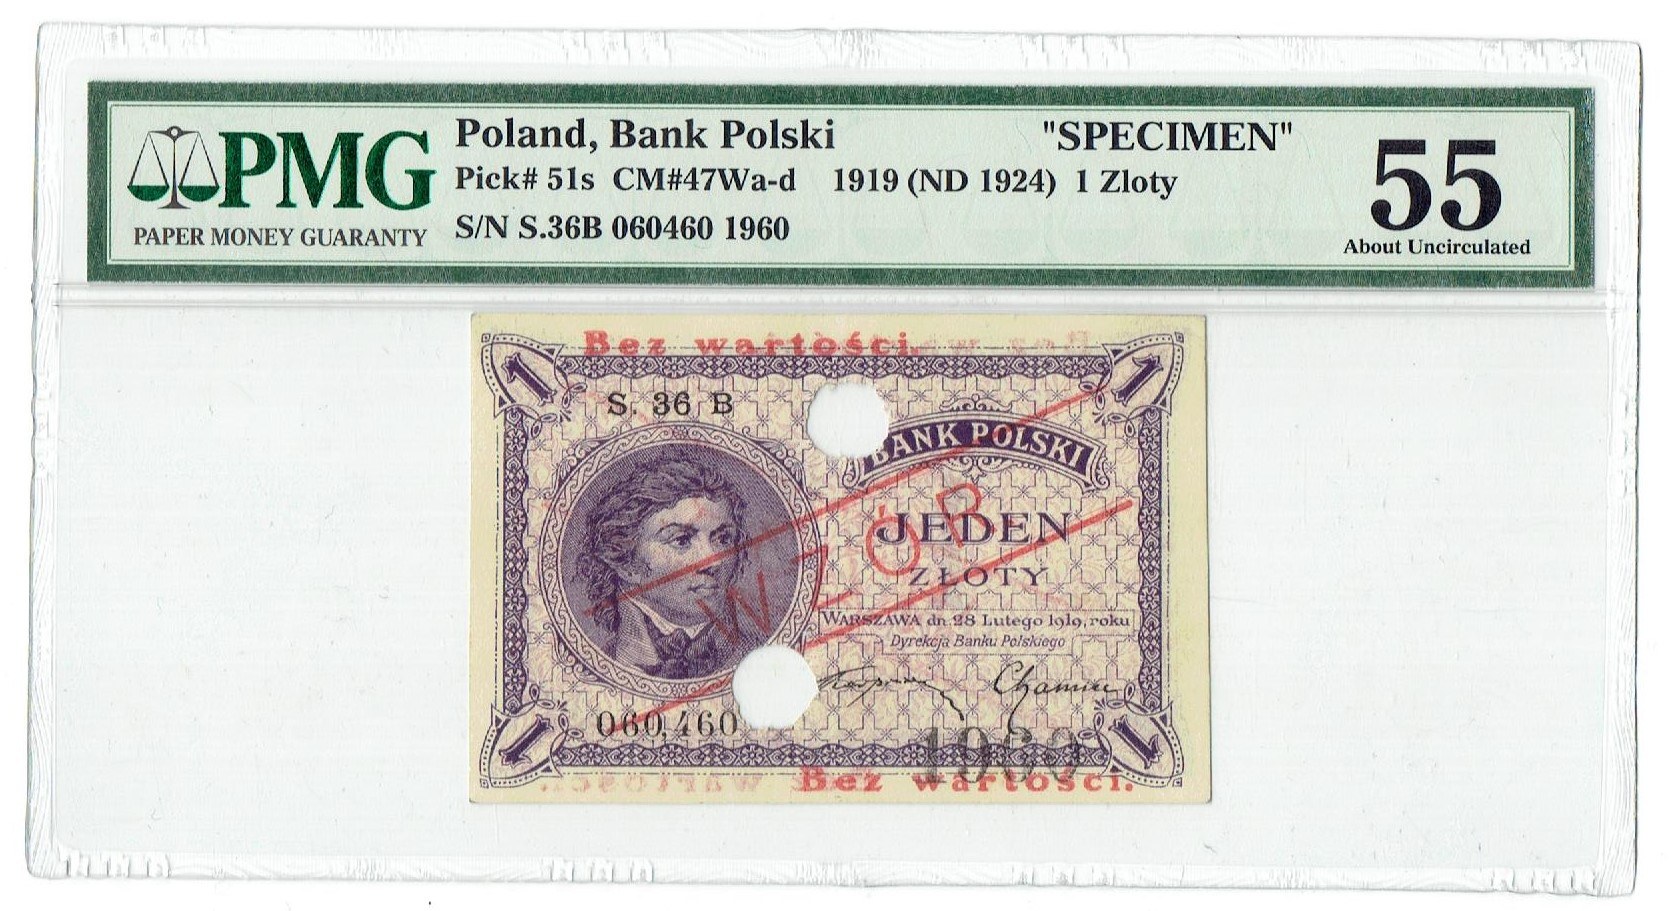 PMG
PAPER MONEY GUARANTY
Poland, Bank Polski "SPECIMEN"
Pick# 51s CM#47Wa-d 1919 (ND 1924) 1 Zloty
S/N S.36B 060460 1960
55
About Uncirculated
Bez wartości.
1 1
S. 36 B
BANK POLSKI
WZÓR
JEDEN
ZŁOTY
WARSZAWA dn. 28 Lutego 1919, roku
Dyrekcja Banku Polskiego
060,460
1960
1 1
Bez wartości.